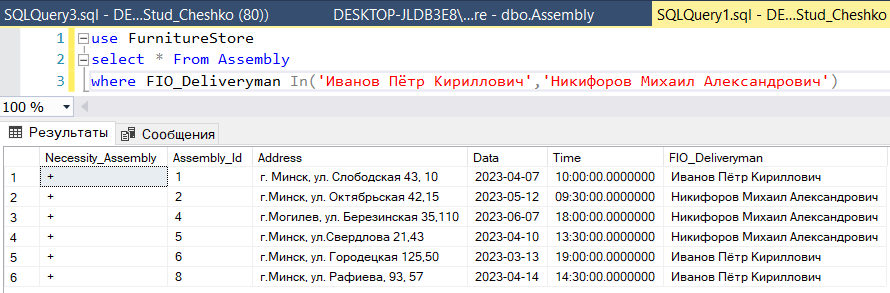 SQLQuery3.sql - DE...Stud_Cheshko (80)) DESKTOP-JLDB3E8\...re - dbo.Assembly SQLQuery1.sql - DE...Stud_Cheshko
1 use FurnitureStore
2 select * From Assembly
3 where FIO_Deliveryman In('Иванов Пётр Кириллович','Никифоров Михаил Александрович')
100 %
Результаты Сообщения
Necessity_Assembly Assembly_Id Address Data Time FIO_Deliveryman
1 + 1 г. Минск, ул. Слободская 43, 10 2023-04-07 10:00:00.0000000 Иванов Пётр Кириллович
2 + 2 г.Минск, ул. Октябрьская 42,15 2023-05-12 09:30:00.0000000 Никифоров Михаил Александрович
3 + 4 г.Могилев, ул. Березинская 35,110 2023-06-07 18:00:00.0000000 Никифоров Михаил Александрович
4 + 5 г.Минск, ул.Свердлова 21,43 2023-04-10 13:30:00.0000000 Никифоров Михаил Александрович
5 + 6 г.Минск, ул. Городецкая 125,50 2023-03-13 19:00:00.0000000 Иванов Пётр Кириллович
6 + 8 г.Минск, ул. Рафиева, 93, 57 2023-04-14 14:30:00.0000000 Иванов Пётр Кириллович